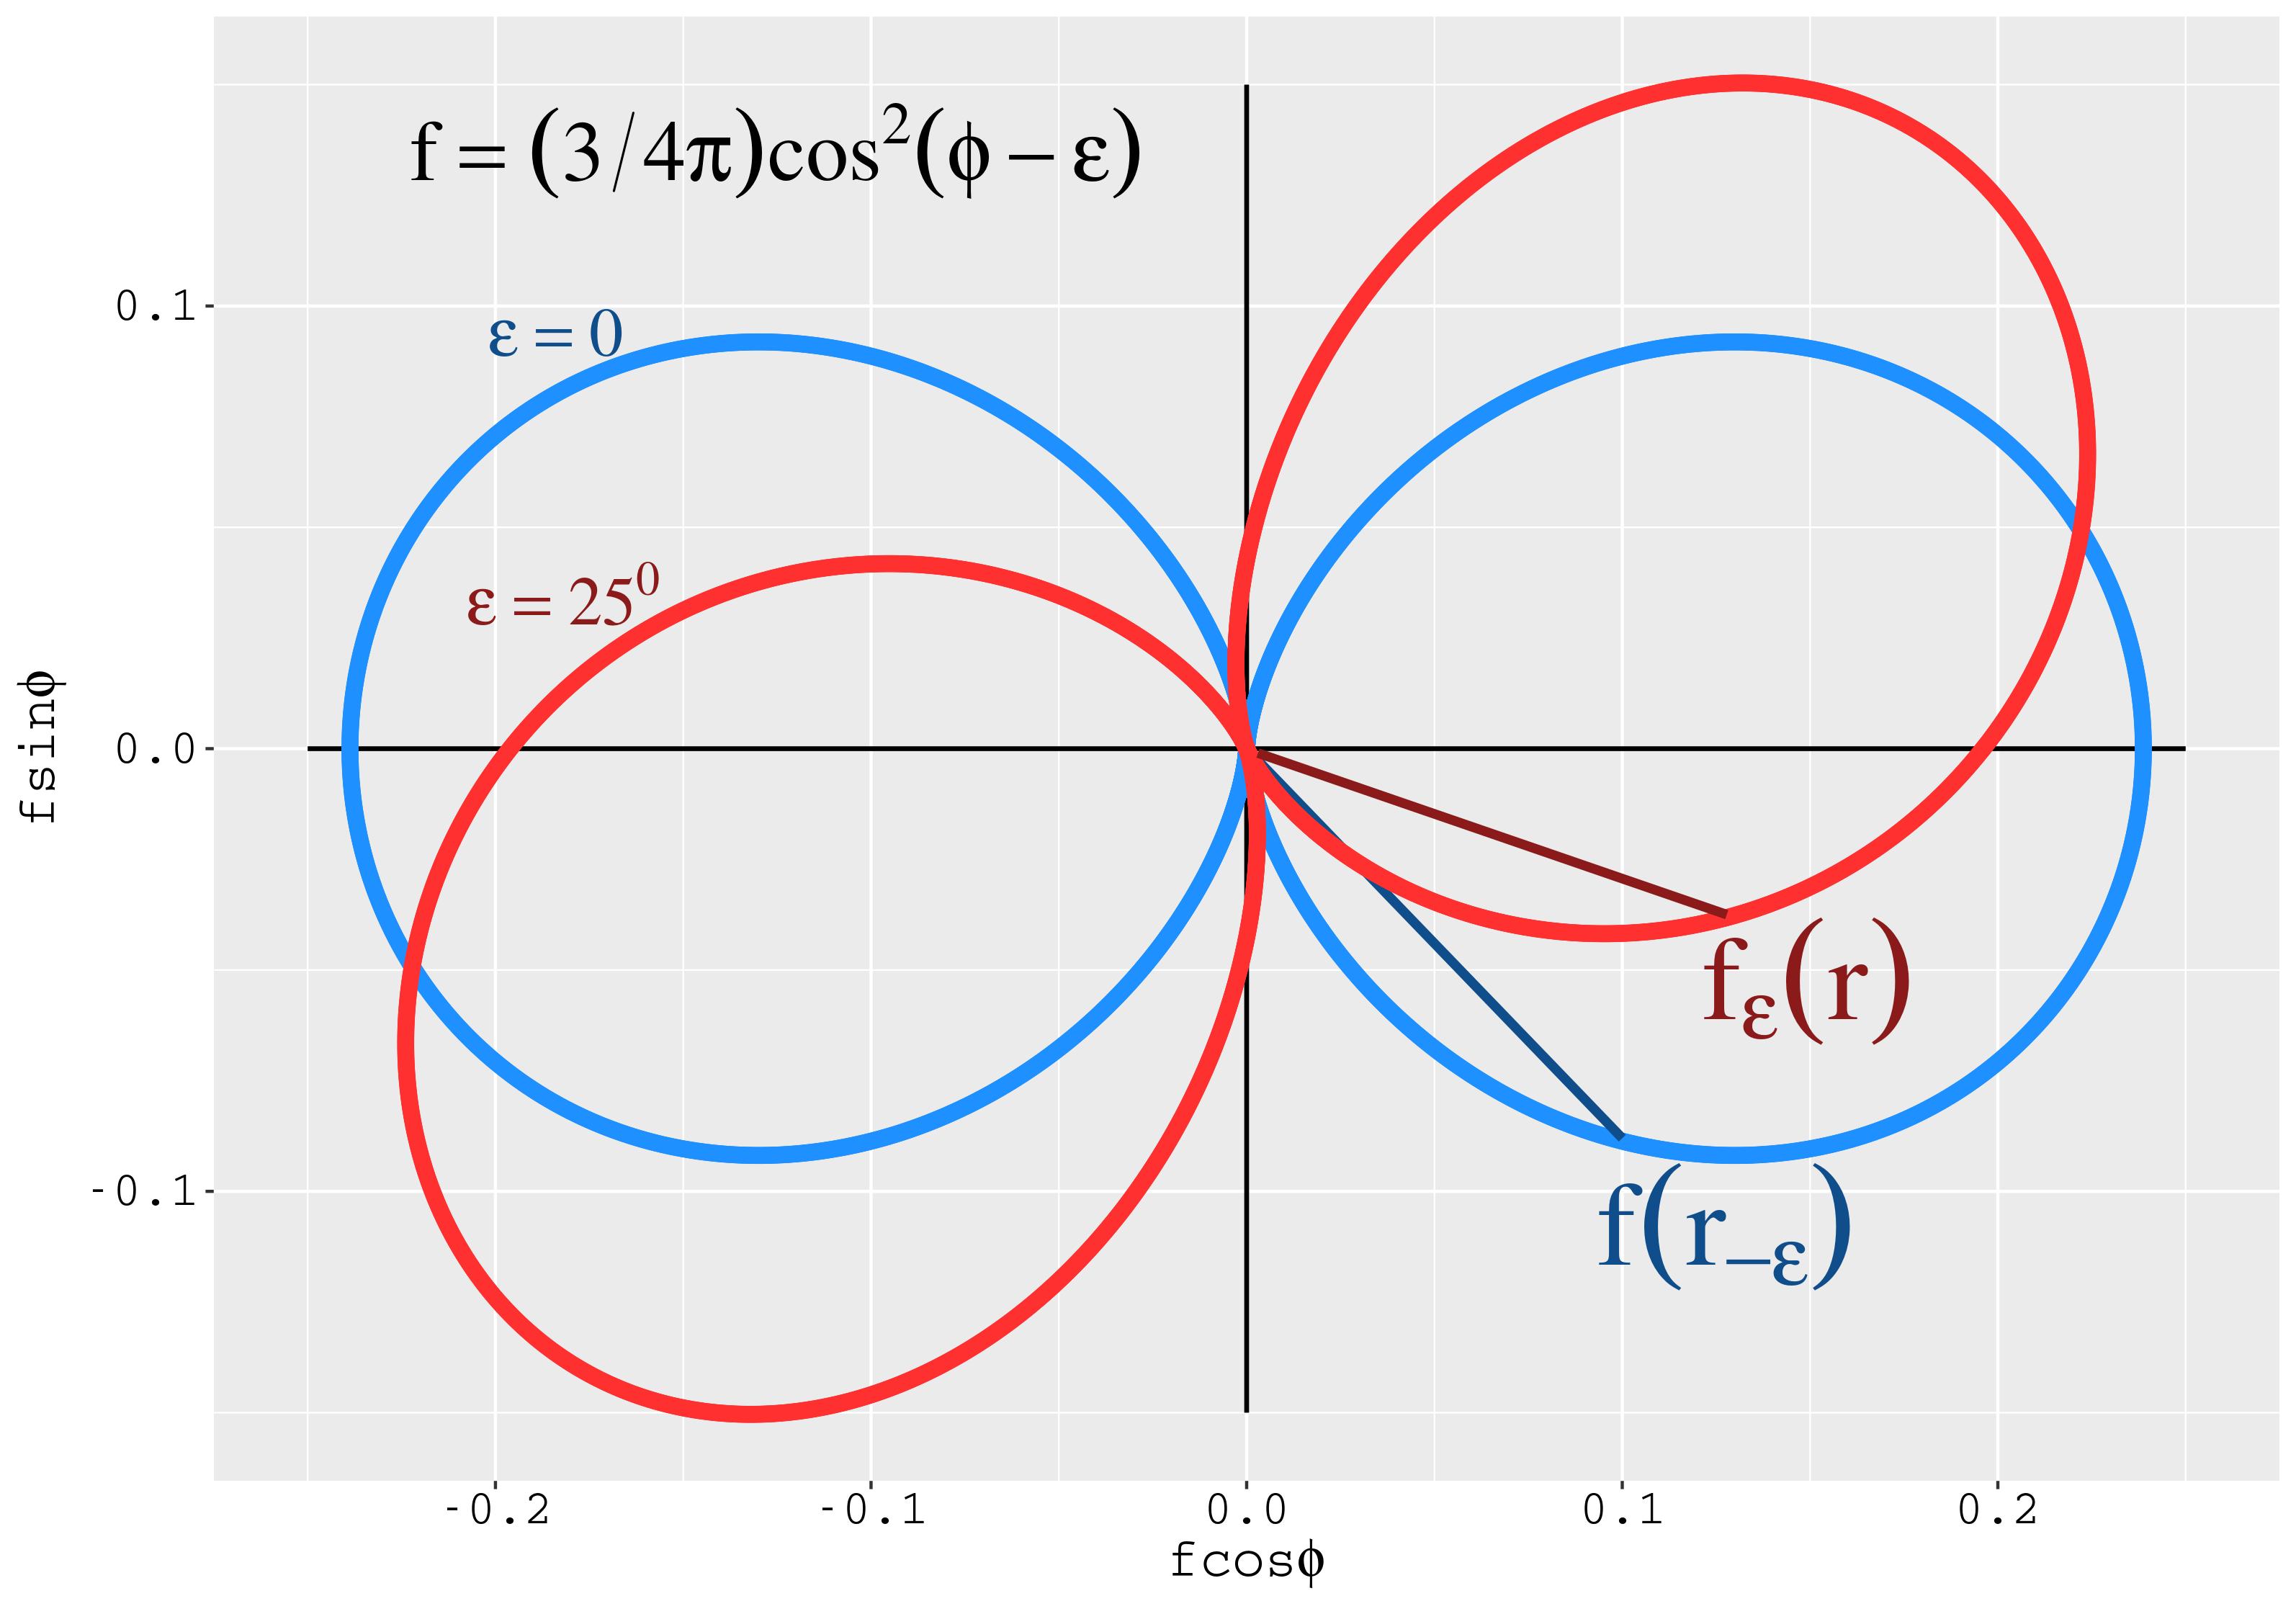 f = (3/4π)cos²(ϕ − ε)
0.1
ε = 0
ε = 25⁰
fsinϕ
0.0
f_ε(r)
-0.1
f(r_−ε)
-0.2 -0.1 0.0 0.1 0.2
fcosϕ